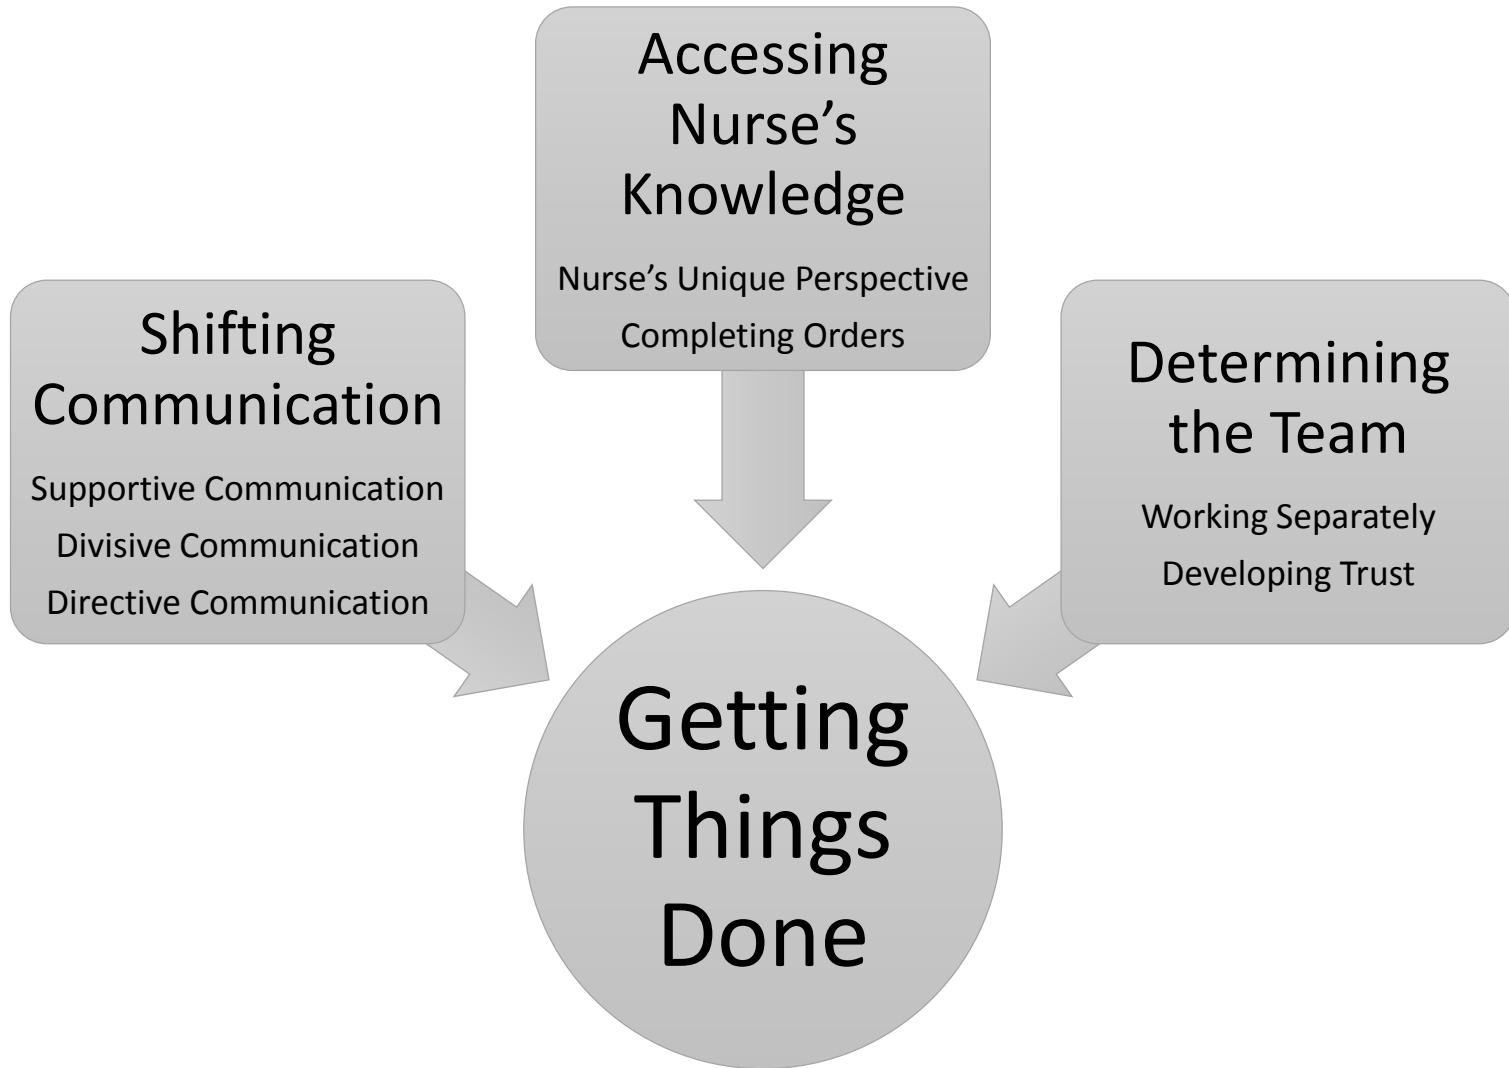 Accessing
Nurse’s
Knowledge
Nurse’s Unique Perspective
Completing Orders
Shifting
Communication
Supportive Communication
Divisive Communication
Directive Communication
Determining
the Team
Working Separately
Developing Trust
Getting
Things
Done